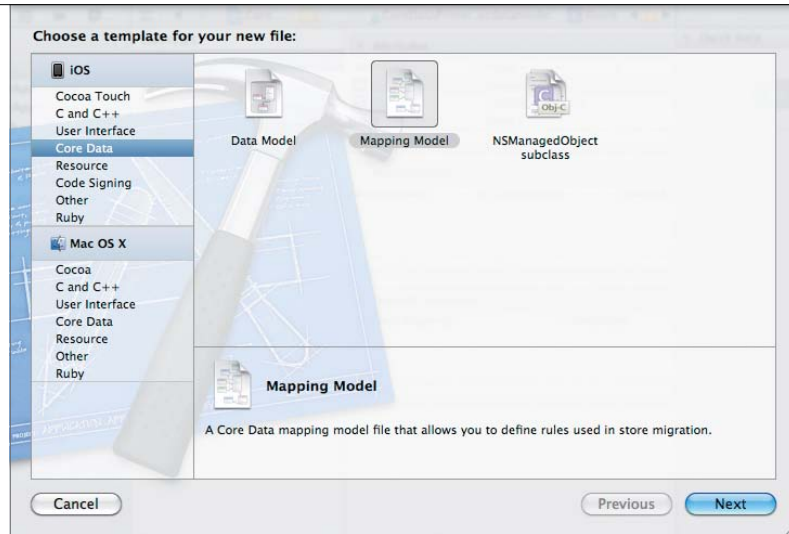 Choose a template for your new file:
iOS
Cocoa Touch
C and C++
User Interface
Core Data
Resource
Code Signing
Other
Ruby
Mac OS X
Cocoa
C and C++
User Interface
Core Data
Resource
Other
Ruby
Data Model
Mapping Model
Obj-C
NSManagedObject
subclass
Mapping Model
A Core Data mapping model file that allows you to define rules used in store migration.
Cancel
Previous
Next